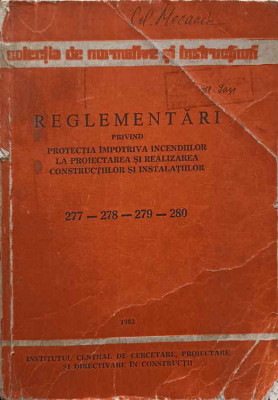 colecția de normative și instrucțiuni
REGLEMENTĂRI
PRIVIND
PROTECȚIA ÎMPOTRIVA INCENDIILOR
LA PROIECTAREA ȘI REALIZAREA
CONSTRUCȚIILOR ȘI INSTALAȚIILOR
277 — 278 — 279 — 280
1983
INSTITUTUL CENTRAL DE CERCETARE, PROIECTARE
ȘI DIRECTIVARE ÎN CONSTRUCȚII